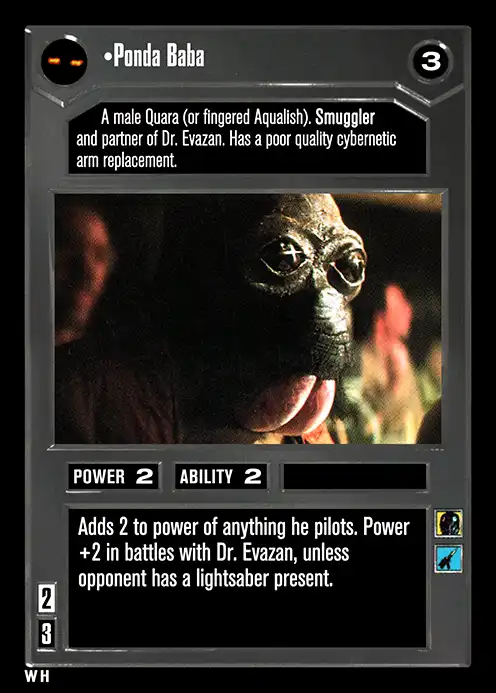 •Ponda Baba
3
A male Quara (or fingered Aqualish). Smuggler
and partner of Dr. Evazan. Has a poor quality cybernetic
arm replacement.
POWER 2
ABILITY 2
Adds 2 to power of anything he pilots. Power
+2 in battles with Dr. Evazan, unless
opponent has a lightsaber present.
2
3
WH